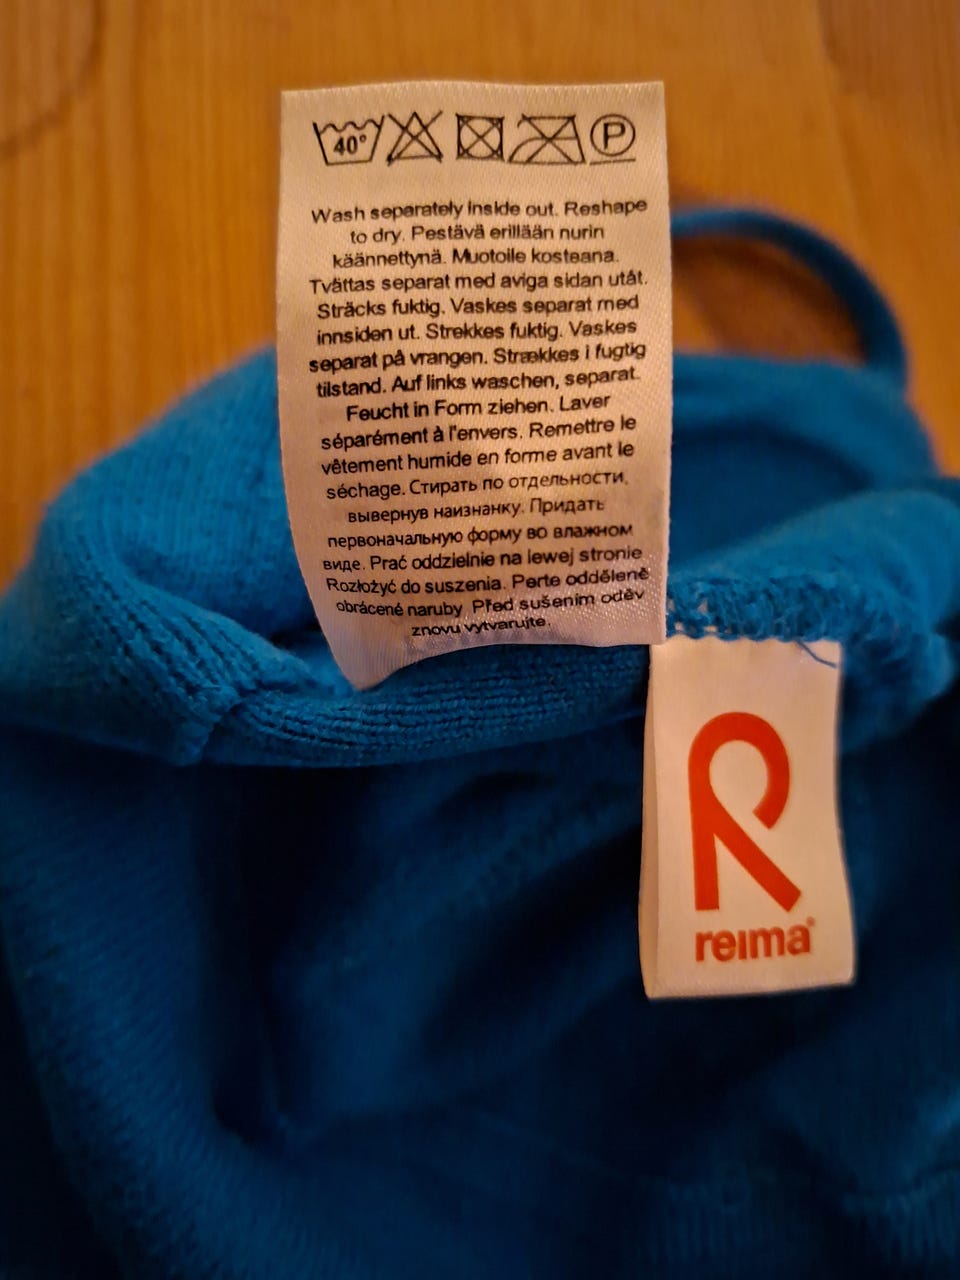 40°
P
Wash separately inside out. Reshape
to dry. Pestävä erillään nurin
käännettynä. Muotoile kosteana.
Tvättas separat med aviga sidan utåt.
Sträcks fuktig. Vaskes separat med
innsiden ut. Strekkes fuktig. Vaskes
separat på vrangen. Strækkes i fugtig
tilstand. Auf links waschen, separat.
Feucht in Form ziehen. Laver
séparément à l'envers. Remettre le
vêtement humide en forme avant le
séchage. Стирать по отдельности,
вывернув наизнанку. Придать
первоначальную форму во влажном
виде. Prać oddzielnie na lewej stronie
Rozłożyć do suszenia. Perte odděleně
obrácené naruby Před sušením oděv
znovu vytvarujte.
R
reima®